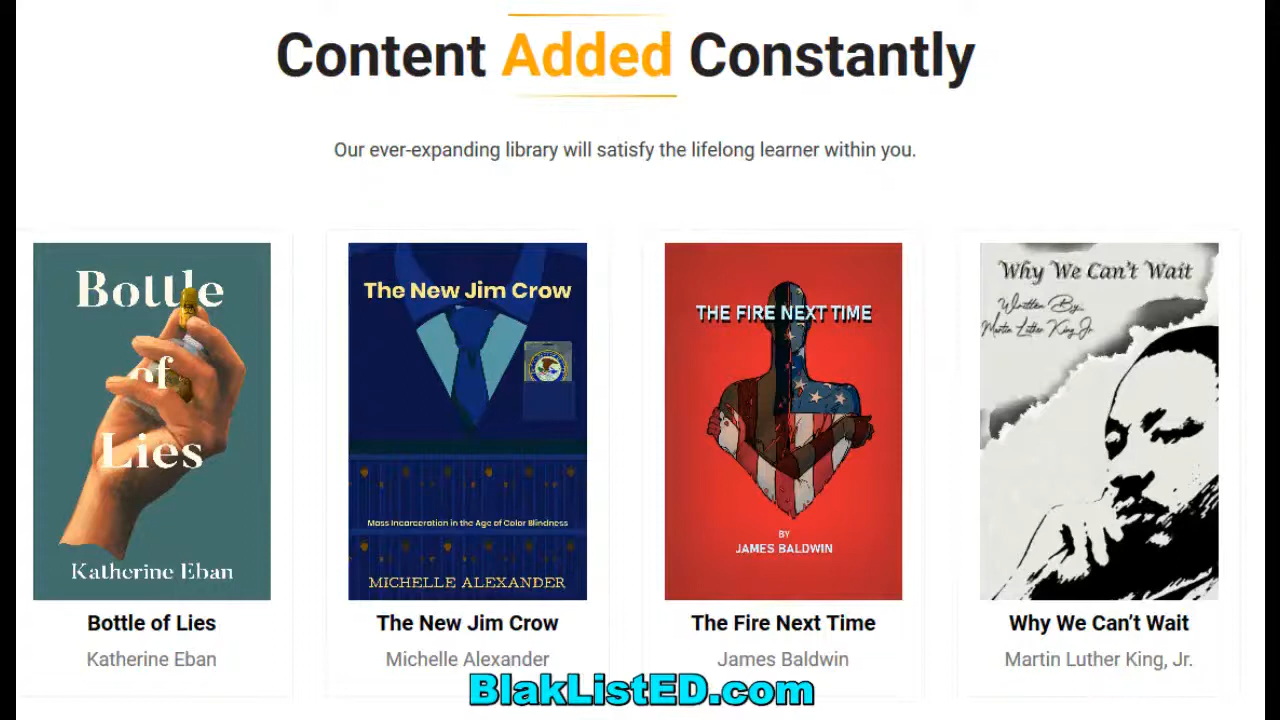 Content Added Constantly
Our ever-expanding library will satisfy the lifelong learner within you.
Bottle
of
Lies
Katherine Eban
Bottle of Lies
Katherine Eban
The New Jim Crow
Mass Incarceration in the Age of Color Blindness
MICHELLE ALEXANDER
The New Jim Crow
Michelle Alexander
THE FIRE NEXT TIME
BY
JAMES BALDWIN
The Fire Next Time
James Baldwin
Why We Can't Wait
Written By:
Martin Luther King Jr
Why We Can’t Wait
Martin Luther King, Jr.
BlakListED.com